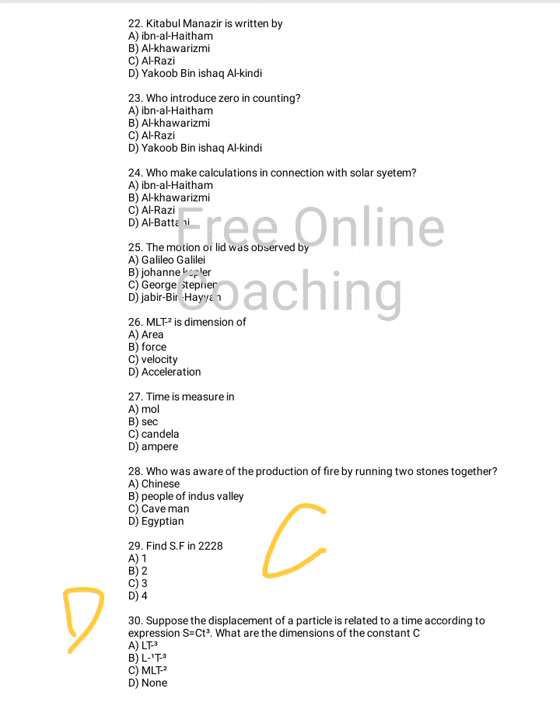 22. Kitabul Manazir is written by
A) ibn-al-Haitham
B) Al-khawarizmi
C) Al-Razi
D) Yakoob Bin ishaq Al-kindi
23. Who introduce zero in counting?
A) ibn-al-Haitham
B) Al-khawarizmi
C) Al-Razi
D) Yakoob Bin ishaq Al-kindi
24. Who make calculations in connection with solar syetem?
A) ibn-al-Haitham
B) Al-khawarizmi
C) Al-Razi
D) Al-Battani
Free Online
Coaching
25. The motion of lid was observed by
A) Galileo Galilei
B) johanne kepler
C) George Stephen
D) jabir-Bin-Hayyan
26. MLT-² is dimension of
A) Area
B) force
C) velocity
D) Acceleration
27. Time is measure in
A) mol
B) sec
C) candela
D) ampere
28. Who was aware of the production of fire by running two stones together?
A) Chinese
B) people of indus valley
C) Cave man
D) Egyptian
C
29. Find S.F in 2228
A) 1
B) 2
C) 3
D) 4
D
30. Suppose the displacement of a particle is related to a time according to
expression S=Ct³. What are the dimensions of the constant C
A) LT-³
B) L-¹T-³
C) MLT-²
D) None